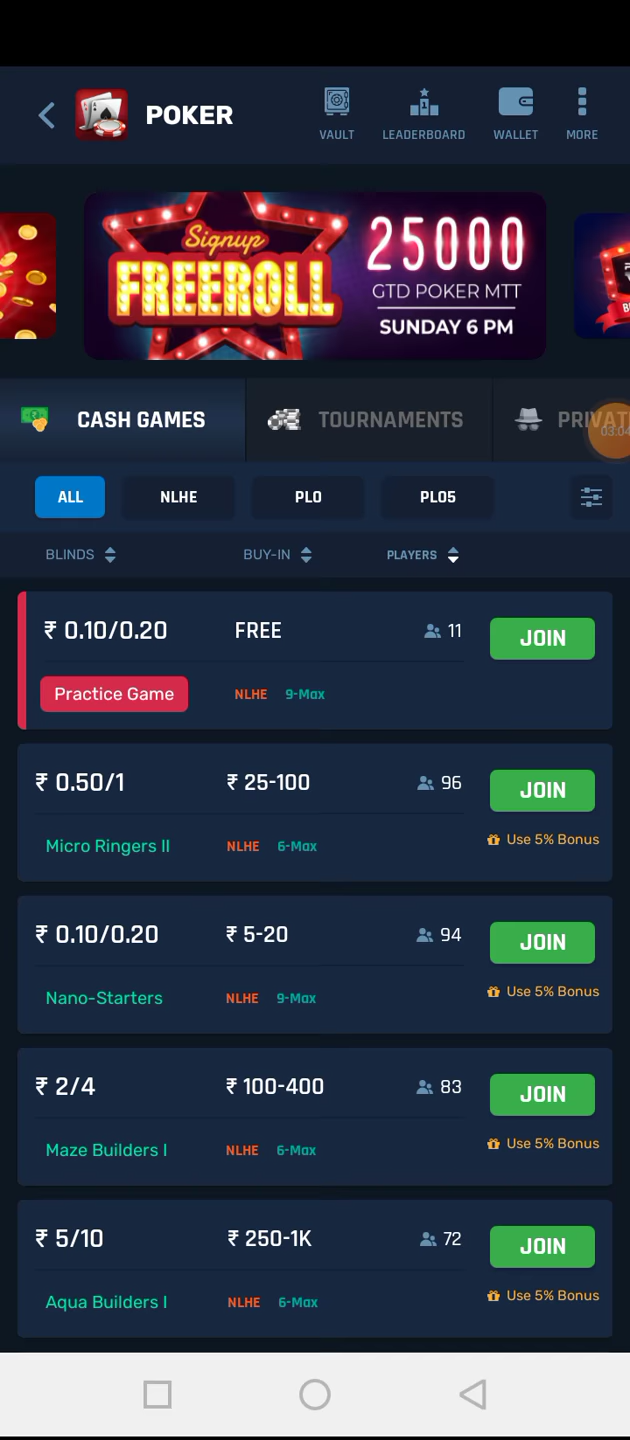 POKER
VAULT
LEADERBOARD
WALLET
MORE
Signup
FREEROLL
25000
GTD POKER MTT
SUNDAY 6 PM
CASH GAMES
TOURNAMENTS
03:04
ALL
NLHE
PLO
PLO5
BLINDS
BUY-IN
PLAYERS
₹ 0.10/0.20 FREE 11 JOIN
Practice Game NLHE 9-Max
₹ 0.50/1 ₹ 25-100 96 JOIN
Micro Ringers II NLHE 6-Max Use 5% Bonus
₹ 0.10/0.20 ₹ 5-20 94 JOIN
Nano-Starters NLHE 9-Max Use 5% Bonus
₹ 2/4 ₹ 100-400 83 JOIN
Maze Builders I NLHE 6-Max Use 5% Bonus
₹ 5/10 ₹ 250-1K 72 JOIN
Aqua Builders I NLHE 6-Max Use 5% Bonus